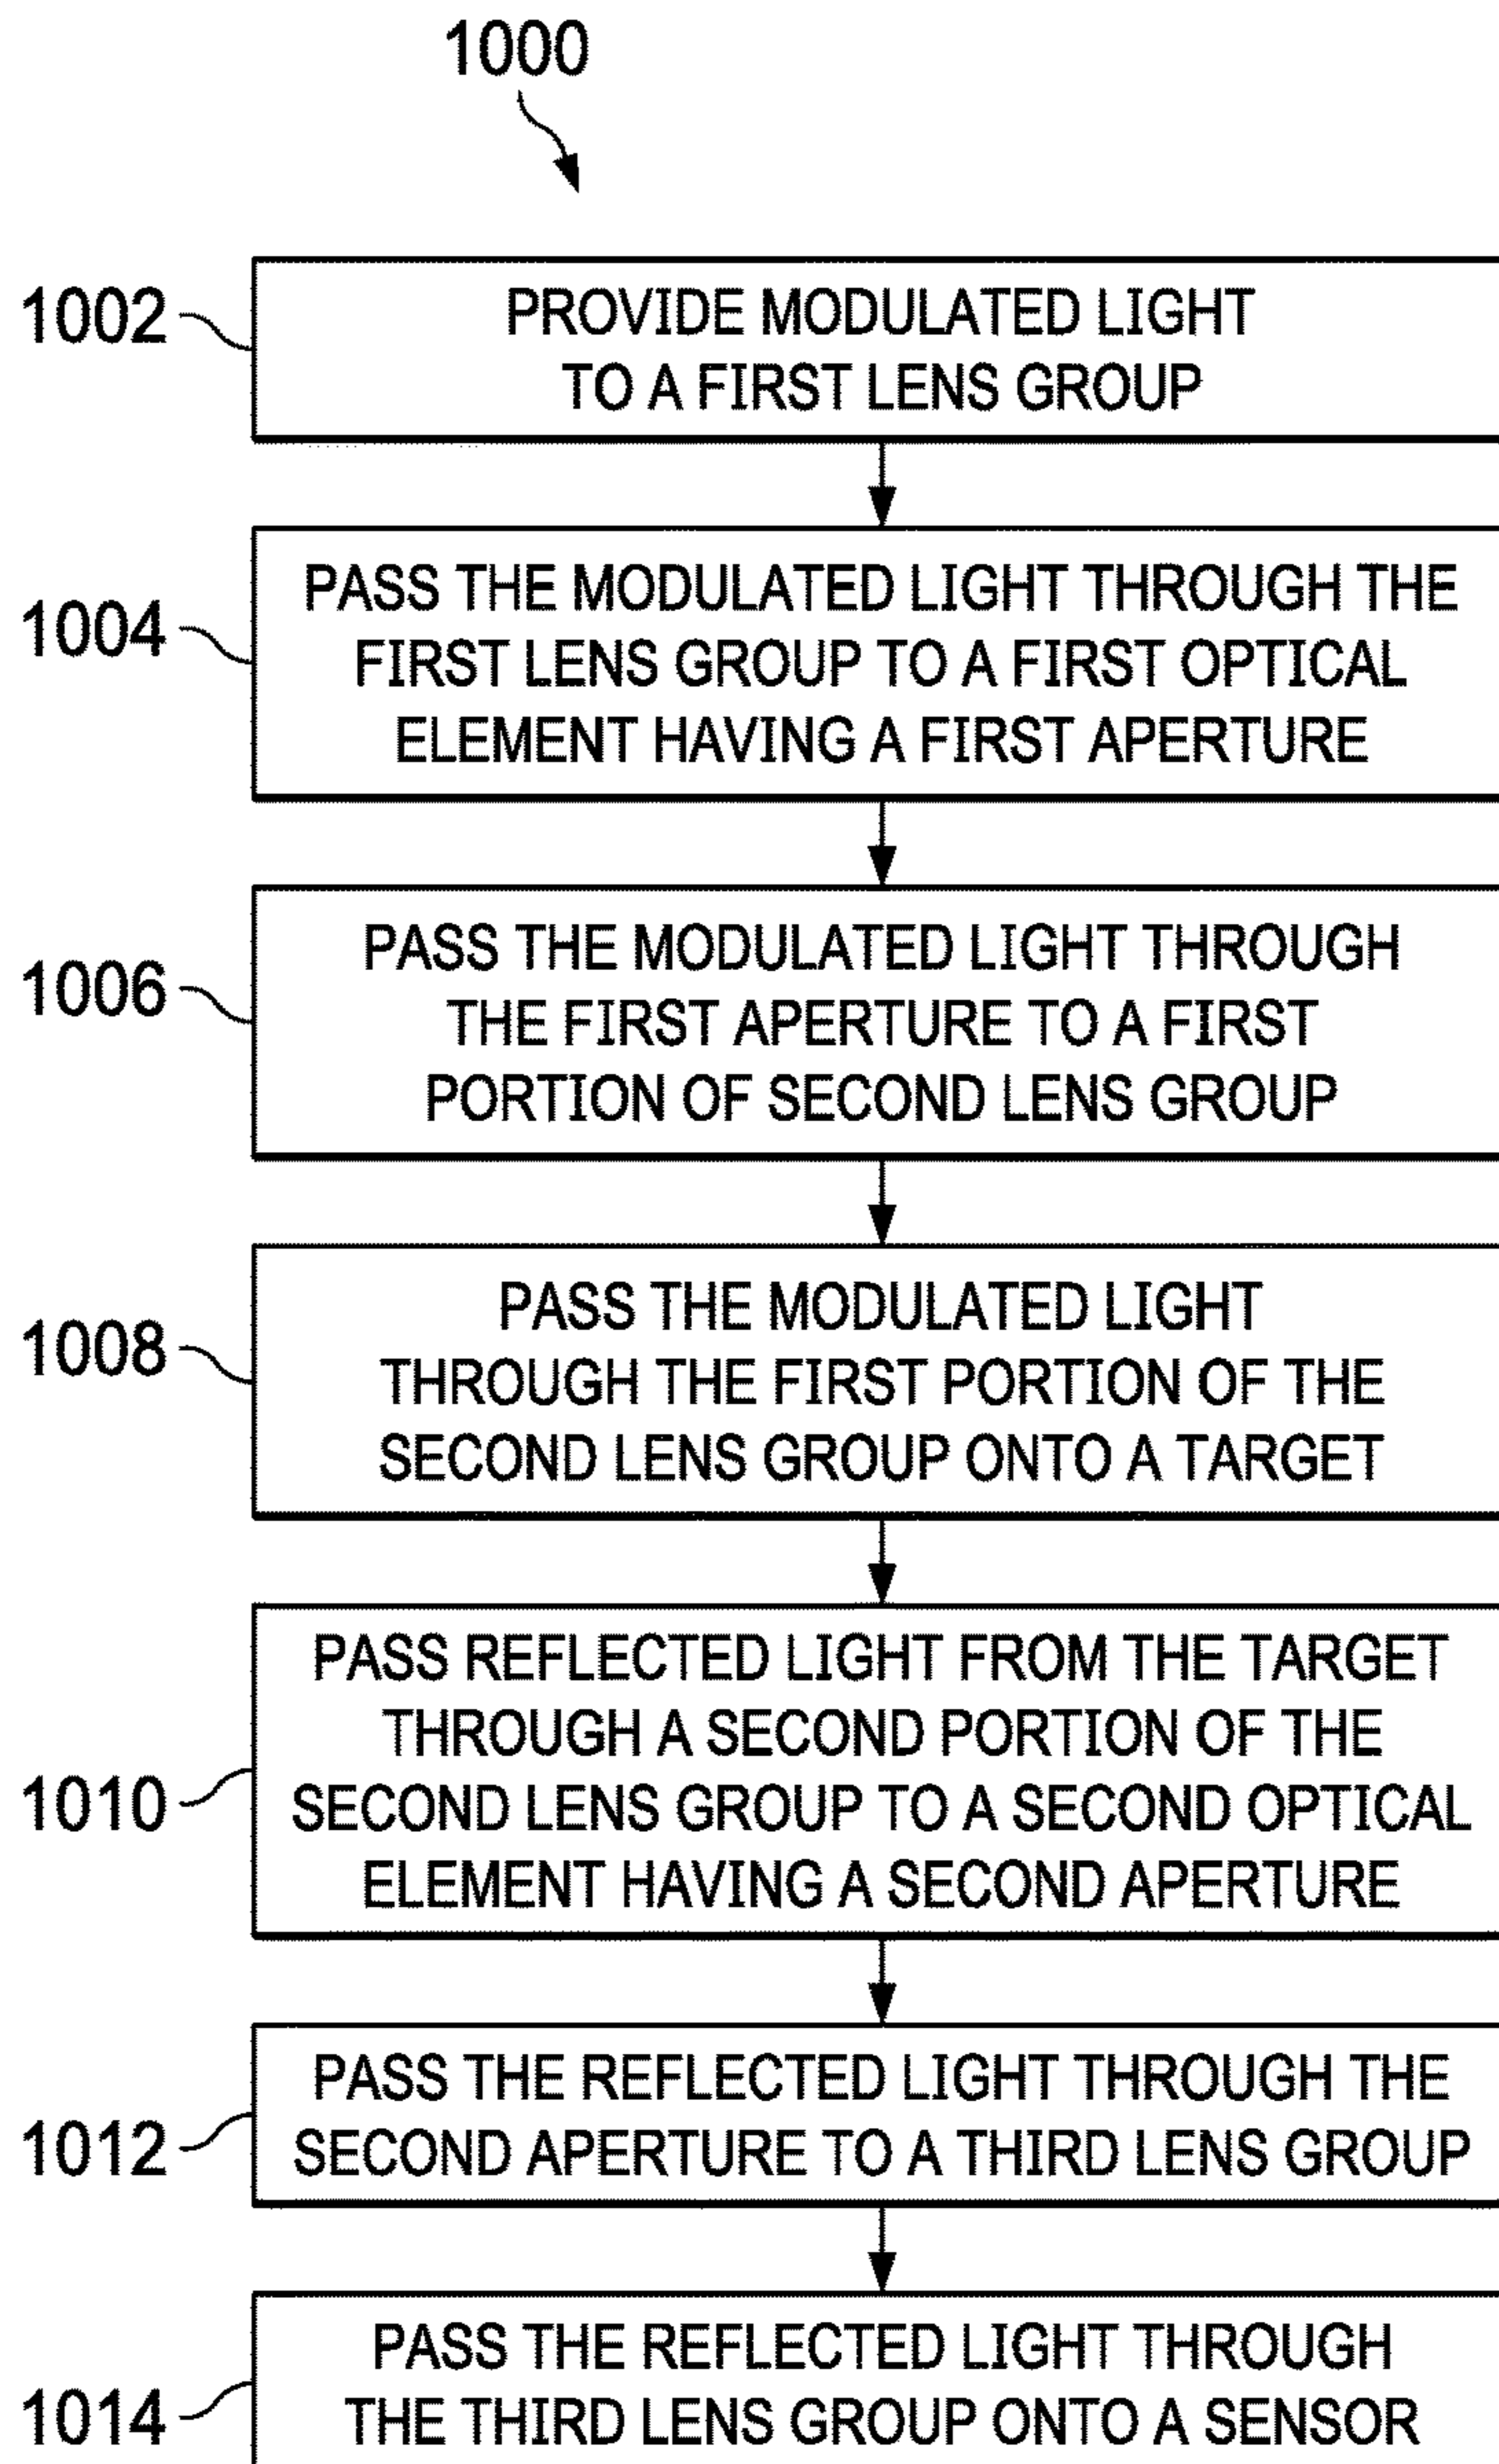 1000
1002
PROVIDE MODULATED LIGHT
TO A FIRST LENS GROUP
1004
PASS THE MODULATED LIGHT THROUGH THE
FIRST LENS GROUP TO A FIRST OPTICAL
ELEMENT HAVING A FIRST APERTURE
1006
PASS THE MODULATED LIGHT THROUGH
THE FIRST APERTURE TO A FIRST
PORTION OF SECOND LENS GROUP
1008
PASS THE MODULATED LIGHT
THROUGH THE FIRST PORTION OF THE
SECOND LENS GROUP ONTO A TARGET
1010
PASS REFLECTED LIGHT FROM THE TARGET
THROUGH A SECOND PORTION OF THE
SECOND LENS GROUP TO A SECOND OPTICAL
ELEMENT HAVING A SECOND APERTURE
1012
PASS THE REFLECTED LIGHT THROUGH THE
SECOND APERTURE TO A THIRD LENS GROUP
1014
PASS THE REFLECTED LIGHT THROUGH
THE THIRD LENS GROUP ONTO A SENSOR